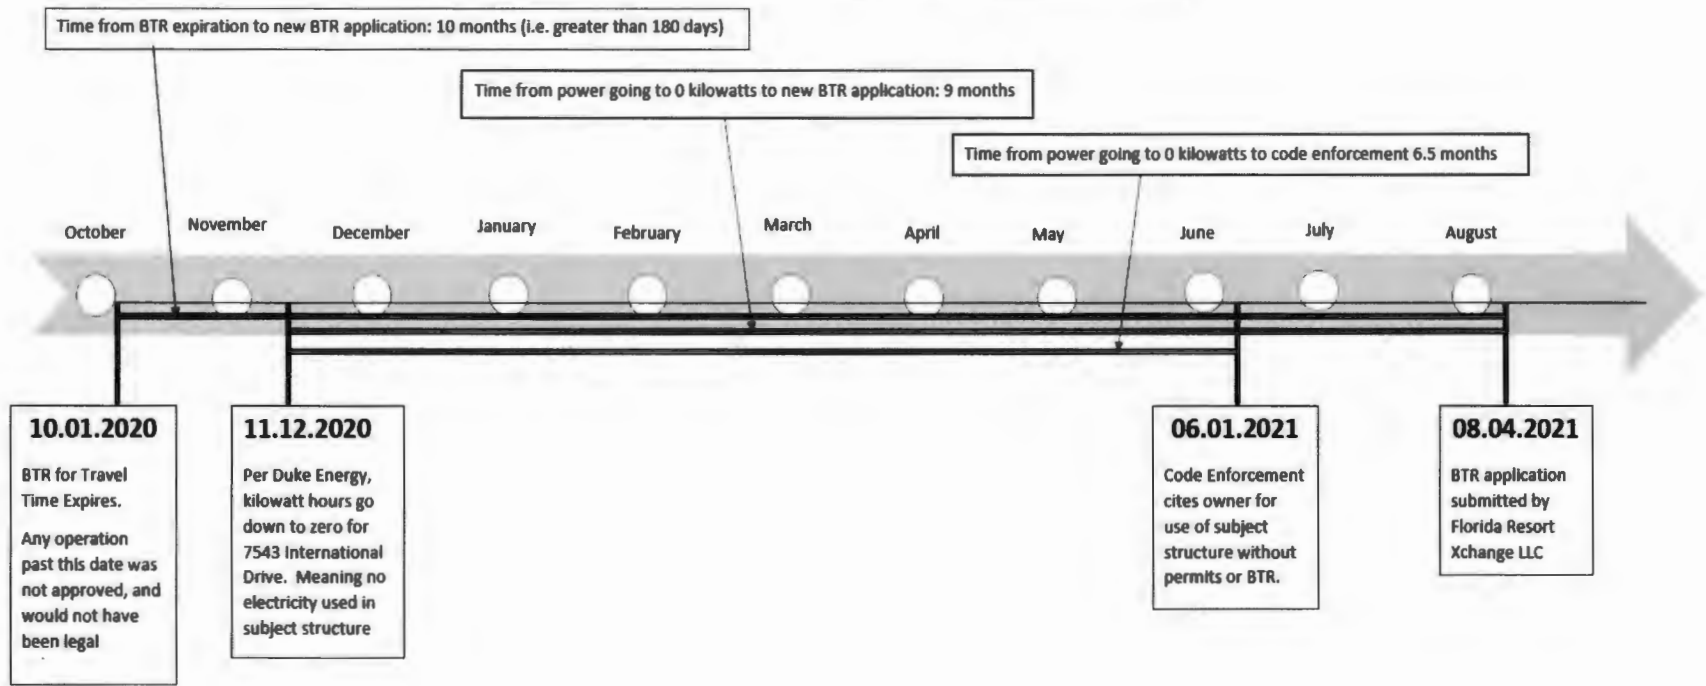 Time from BTR expiration to new BTR application: 10 months (i.e. greater than 180 days)
Time from power going to 0 kilowatts to new BTR application: 9 months
Time from power going to 0 kilowatts to code enforcement 6.5 months
October
November
December
January
February
March
April
May
June
July
August
10.01.2020
BTR for Travel
Time Expires.
Any operation
past this date was
not approved, and
would not have
been legal
11.12.2020
Per Duke Energy,
kilowatt hours go
down to zero for
7543 International
Drive. Meaning no
electricity used in
subject structure
06.01.2021
Code Enforcement
cites owner for
use of subject
structure without
permits or BTR.
08.04.2021
BTR application
submitted by
Florida Resort
Xchange LLC